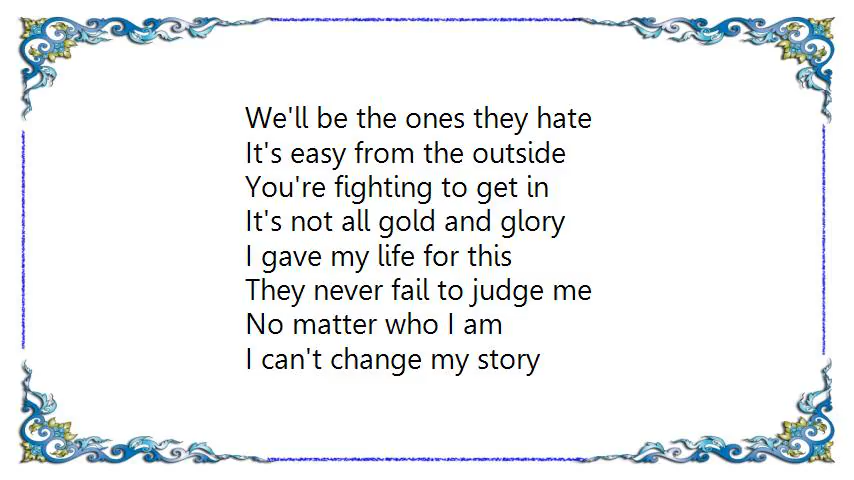 We'll be the ones they hate
It's easy from the outside
You're fighting to get in
It's not all gold and glory
I gave my life for this
They never fail to judge me
No matter who I am
I can't change my story